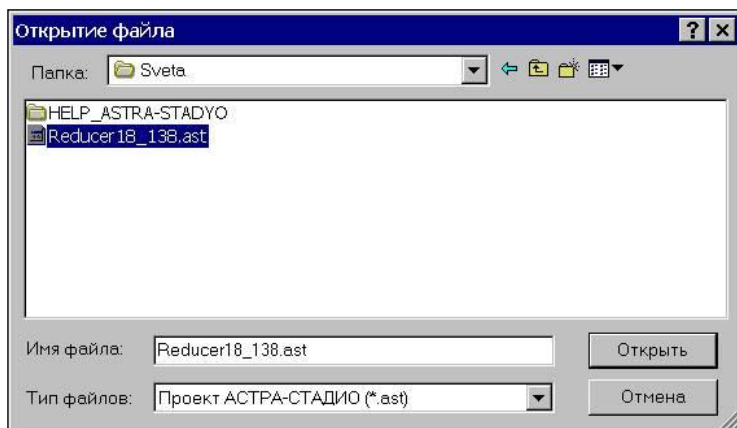 Открытие файла
Папка: Sveta
HELP_ASTRA-STADYO
Reducer18_138.ast
Имя файла: Reducer18_138.ast Открыть
Тип файлов: Проект АСТРА-СТАДИО (*.ast) Отмена